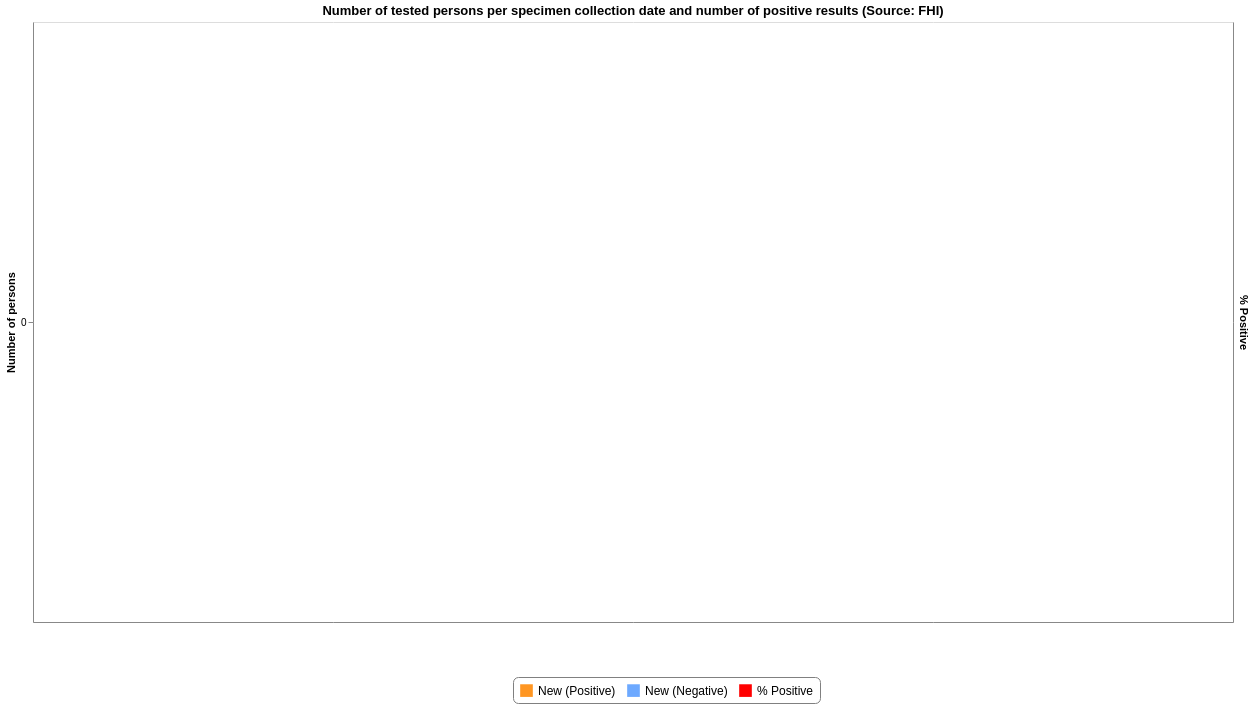 Number of tested persons per specimen collection date and number of positive results (Source: FHI)
Number of persons
0
% Positive
New (Positive)
New (Negative)
% Positive